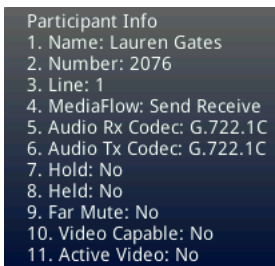 Participant Info
1. Name: Lauren Gates
2. Number: 2076
3. Line: 1
4. MediaFlow: Send Receive
5. Audio Rx Codec: G.722.1C
6. Audio Tx Codec: G.722.1C
7. Hold: No
8. Held: No
9. Far Mute: No
10. Video Capable: No
11. Active Video: No